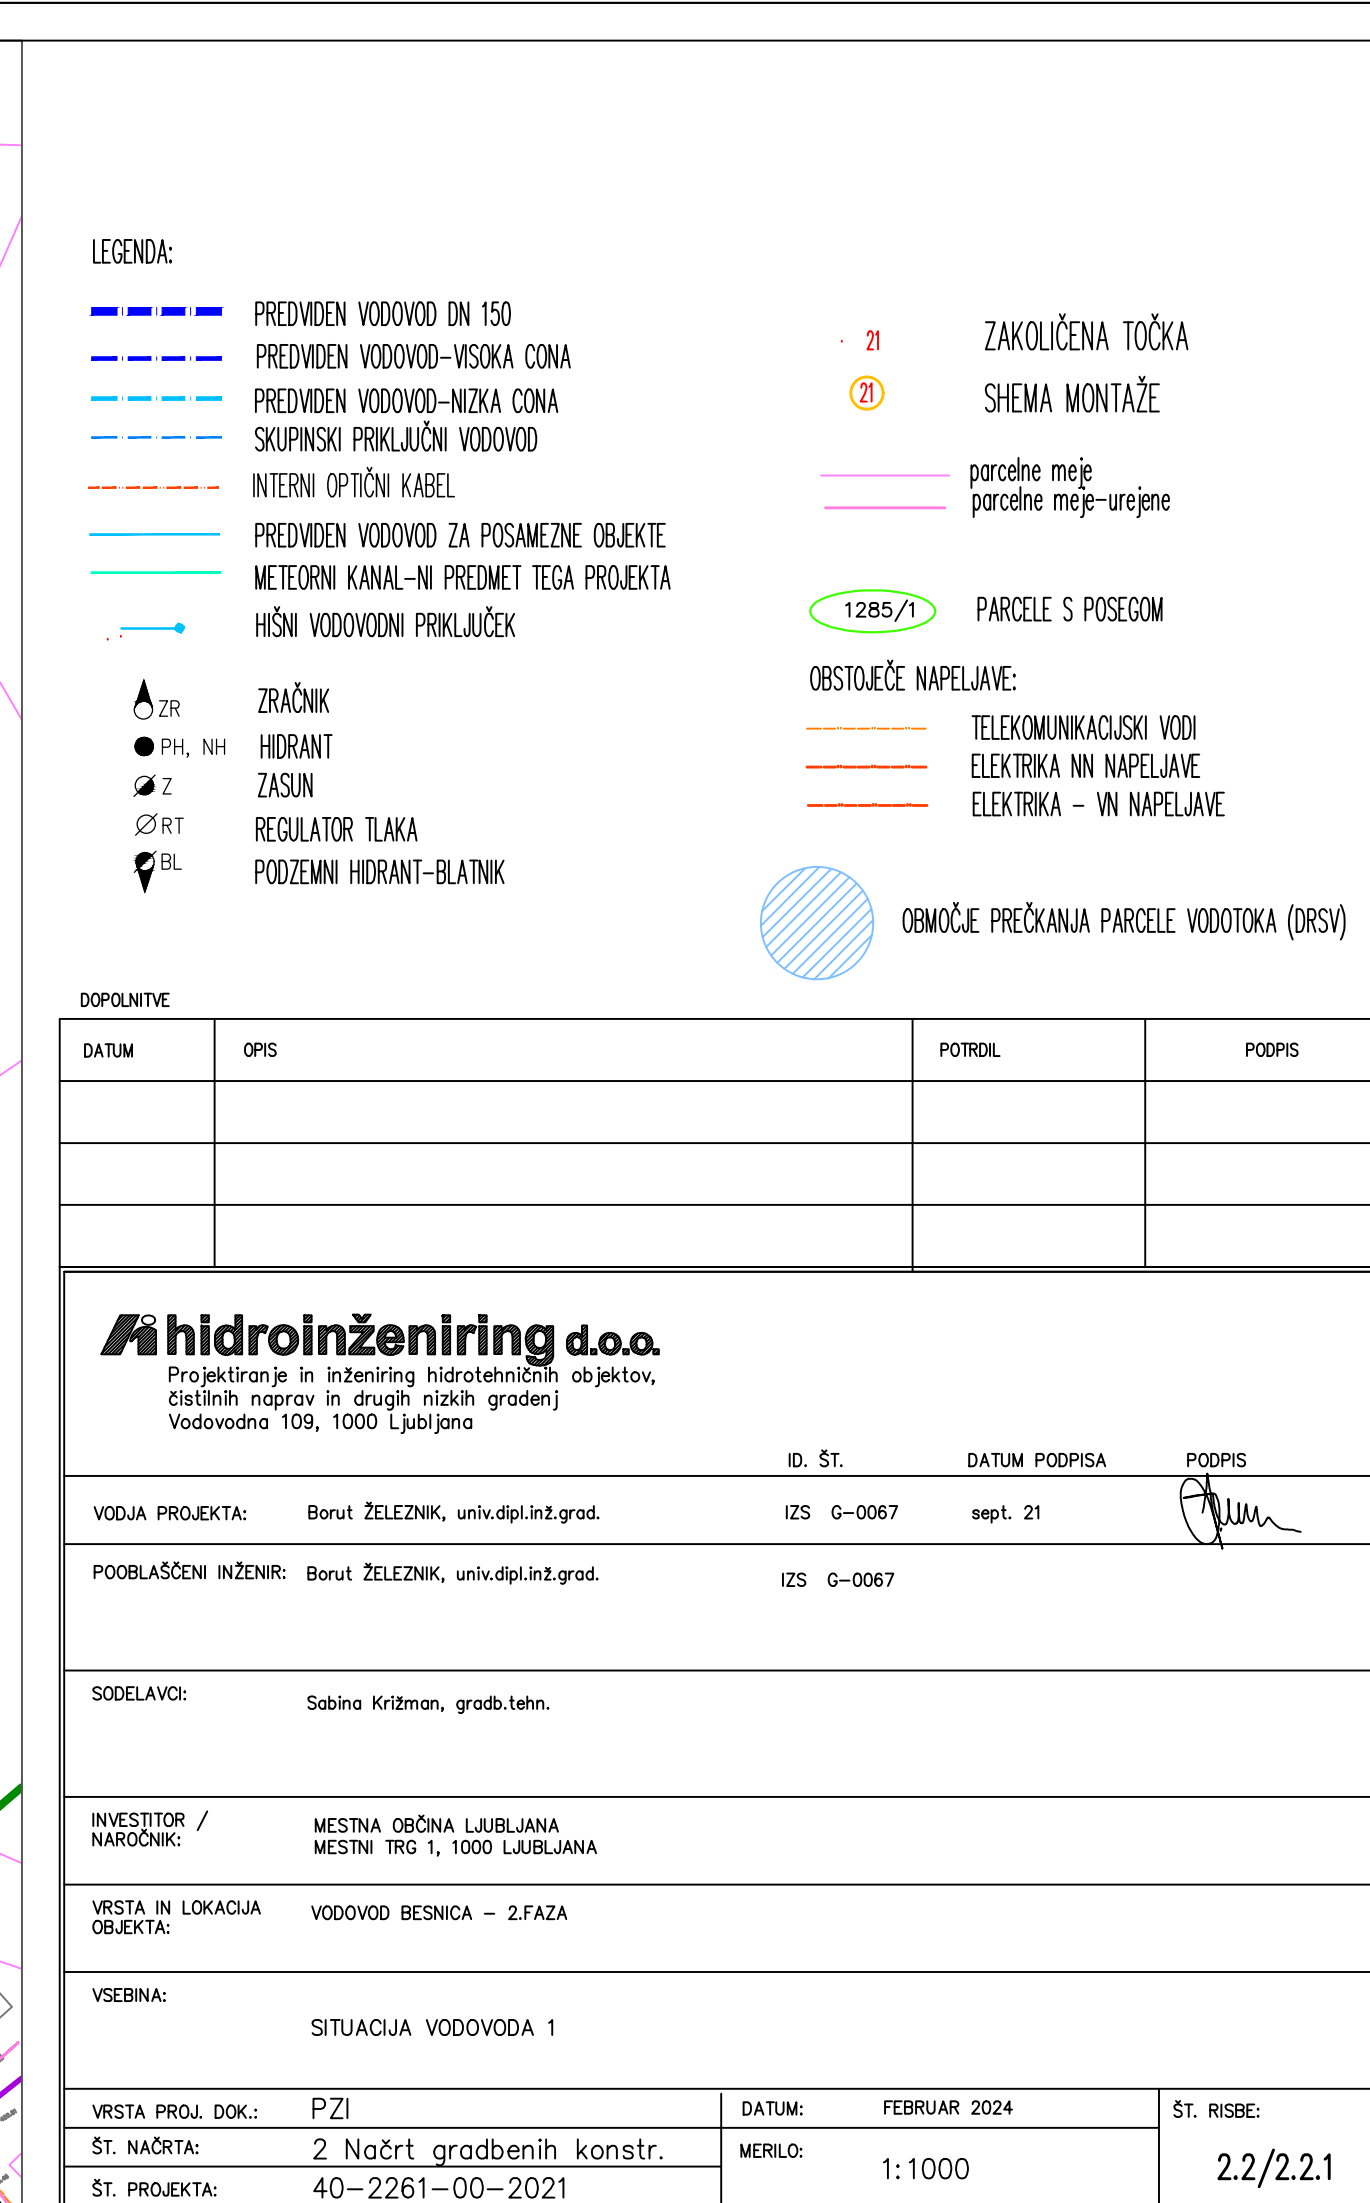 LEGENDA:
PREDVIDEN VODOVOD DN 150
PREDVIDEN VODOVOD-VISOKA CONA
PREDVIDEN VODOVOD-NIZKA CONA
SKUPINSKI PRIKLJUČNI VODOVOD
INTERNI OPTIČNI KABEL
PREDVIDEN VODOVOD ZA POSAMEZNE OBJEKTE
METEORNI KANAL-NI PREDMET TEGA PROJEKTA
HIŠNI VODOVODNI PRIKLJUČEK
ZR ZRAČNIK
PH, NH HIDRANT
Z ZASUN
RT REGULATOR TLAKA
BL PODZEMNI HIDRANT-BLATNIK
21 ZAKOLIČENA TOČKA
21 SHEMA MONTAŽE
parcelne meje
parcelne meje-urejene
1285/1 PARCELE S POSEGOM
OBSTOJEČE NAPELJAVE:
TELEKOMUNIKACIJSKI VODI
ELEKTRIKA NN NAPELJAVE
ELEKTRIKA - VN NAPELJAVE
OBMOČJE PREČKANJA PARCELE VODOTOKA (DRSV)
DOPOLNITVE
DATUM OPIS POTRDIL PODPIS
hidroinženiring d.o.o.
Projektiranje in inženiring hidrotehničnih objektov,
čistilnih naprav in drugih nizkih gradenj
Vodovodna 109, 1000 Ljubljana
ID. ŠT. DATUM PODPISA PODPIS
VODJA PROJEKTA: Borut ŽELEZNIK, univ.dipl.inž.grad. IZS G-0067 sept. 21
POOBLAŠČENI INŽENIR: Borut ŽELEZNIK, univ.dipl.inž.grad. IZS G-0067
SODELAVCI: Sabina Križman, gradb.tehn.
INVESTITOR /
NAROČNIK:
MESTNA OBČINA LJUBLJANA
MESTNI TRG 1, 1000 LJUBLJANA
VRSTA IN LOKACIJA
OBJEKTA:
VODOVOD BESNICA - 2.FAZA
VSEBINA:
SITUACIJA VODOVODA 1
VRSTA PROJ. DOK.: PZI
ŠT. NAČRTA: 2 Načrt gradbenih konstr.
ŠT. PROJEKTA: 40-2261-00-2021
DATUM: FEBRUAR 2024
MERILO: 1:1000
ŠT. RISBE:
2.2/2.2.1